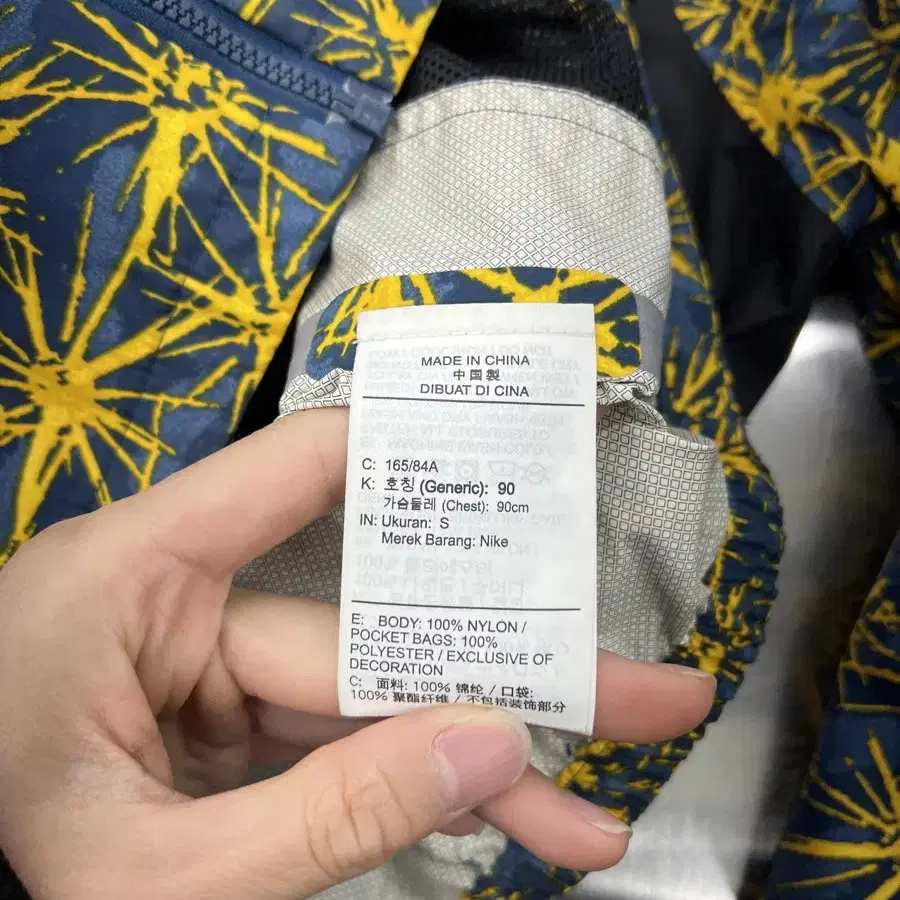 MADE IN CHINA
中国製
DIBUAT DI CINA
C: 165/84A
K: 호칭 (Generic): 90
가슴둘레 (Chest): 90cm
IN: Ukuran: S
Merek Barang: Nike
E: BODY: 100% NYLON /
POCKET BAGS: 100%
POLYESTER / EXCLUSIVE OF
DECORATION
C: 面料: 100% 锦纶 / 口袋:
100% 聚酯纤维 / 不包括装饰部分